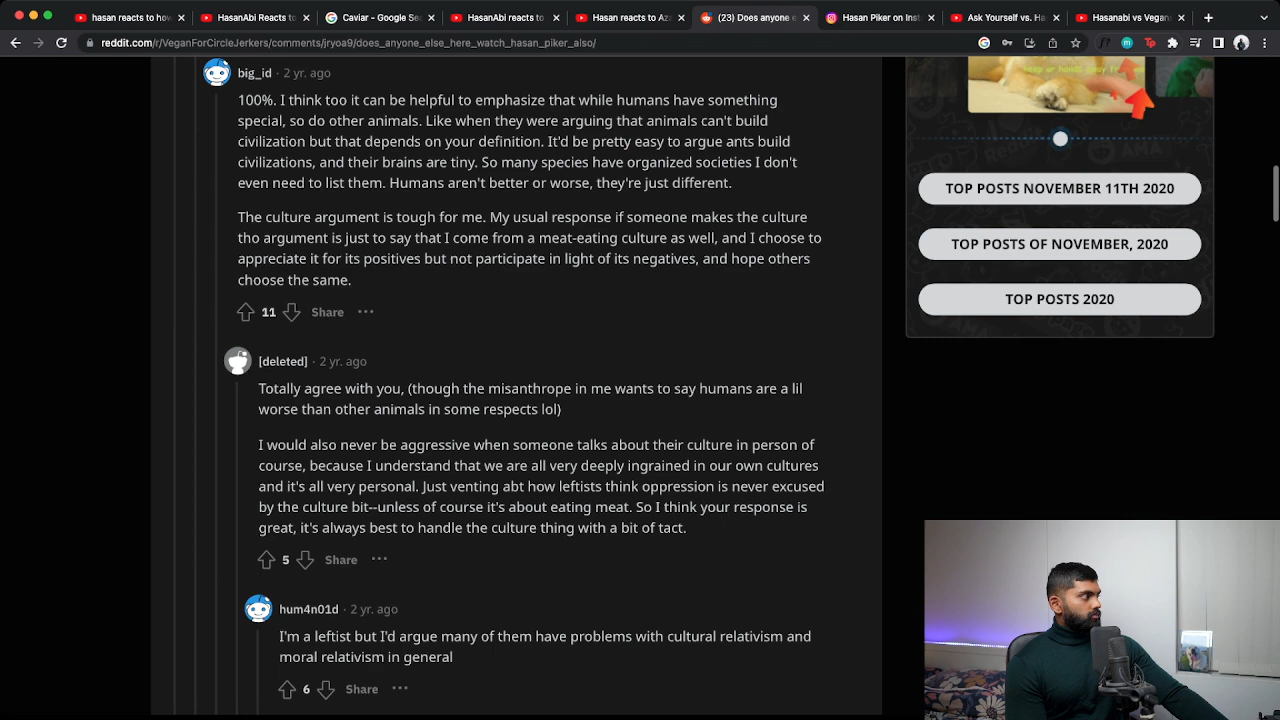 hasan reacts to how
HasanAbi Reacts to
Caviar - Google Se
HasanAbi reacts to
Hasan reacts to Aza
(23) Does anyone e
Hasan Piker on Inst
Ask Yourself vs. Ha
Hasanabi vs Vegan
reddit.com/r/VeganForCircleJerkers/comments/jryoa9/does_anyone_else_here_watch_hasan_piker_also/
big_id · 2 yr. ago
100%. I think too it can be helpful to emphasize that while humans have something
special, so do other animals. Like when they were arguing that animals can't build
civilization but that depends on your definition. It'd be pretty easy to argue ants build
civilizations, and their brains are tiny. So many species have organized societies I don't
even need to list them. Humans aren't better or worse, they're just different.
The culture argument is tough for me. My usual response if someone makes the culture
tho argument is just to say that I come from a meat-eating culture as well, and I choose to
appreciate it for its positives but not participate in light of its negatives, and hope others
choose the same.
11 Share
[deleted] · 2 yr. ago
Totally agree with you, (though the misanthrope in me wants to say humans are a lil
worse than other animals in some respects lol)
I would also never be aggressive when someone talks about their culture in person of
course, because I understand that we are all very deeply ingrained in our own cultures
and it's all very personal. Just venting abt how leftists think oppression is never excused
by the culture bit--unless of course it's about eating meat. So I think your response is
great, it's always best to handle the culture thing with a bit of tact.
5 Share
hum4n01d · 2 yr. ago
I'm a leftist but I'd argue many of them have problems with cultural relativism and
moral relativism in general
6 Share
TOP POSTS NOVEMBER 11TH 2020
TOP POSTS OF NOVEMBER, 2020
TOP POSTS 2020